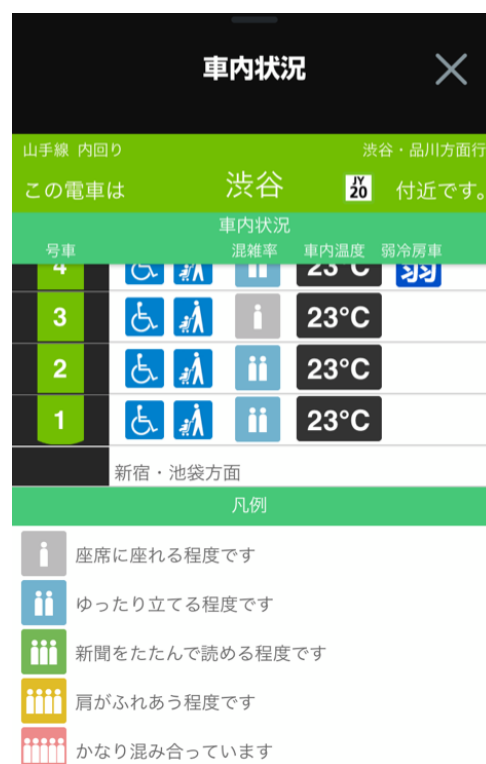 車内状況
山手線 内回り
渋谷・品川方面行
この電車は 渋谷 JY 20 付近です。
車内状況
号車 混雑率 車内温度 弱冷房車
4 23°C 弱
3 23°C
2 23°C
1 23°C
新宿・池袋方面
凡例
座席に座れる程度です
ゆったり立てる程度です
新聞をたたんで読める程度です
肩がふれあう程度です
かなり混み合っています